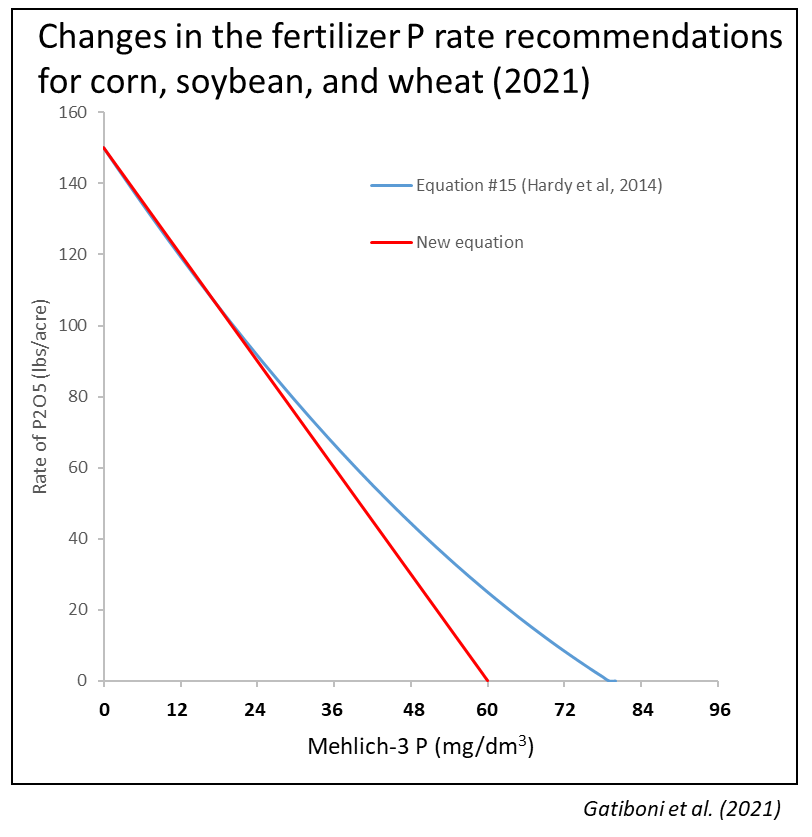 Changes in the fertilizer P rate recommendations
for corn, soybean, and wheat (2021)
160
140
120
100
80
60
40
20
0
Rate of P2O5 (lbs/acre)
Equation #15 (Hardy et al, 2014)
New equation
0 12 24 36 48 60 72 84 96
Mehlich-3 P (mg/dm³)
Gatiboni et al. (2021)